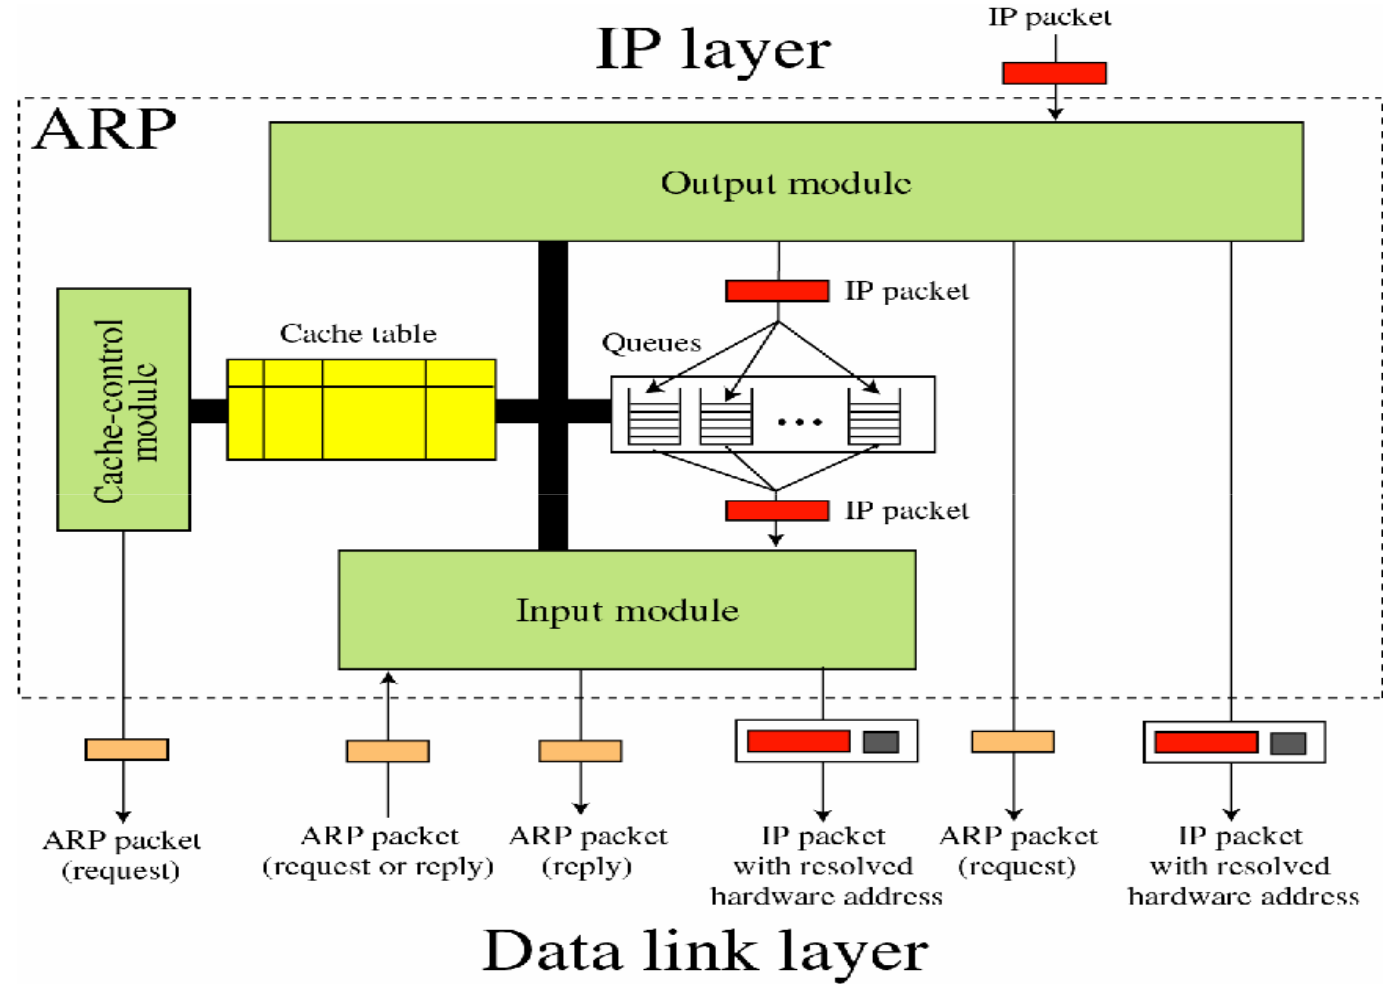 IP packet
IP layer
ARP
Output module
IP packet
Cache table
Queues
Cache-control
module
IP packet
Input module
ARP packet
(request)
ARP packet
(request or reply)
ARP packet
(reply)
IP packet
with resolved
hardware address
ARP packet
(request)
IP packet
with resolved
hardware address
Data link layer